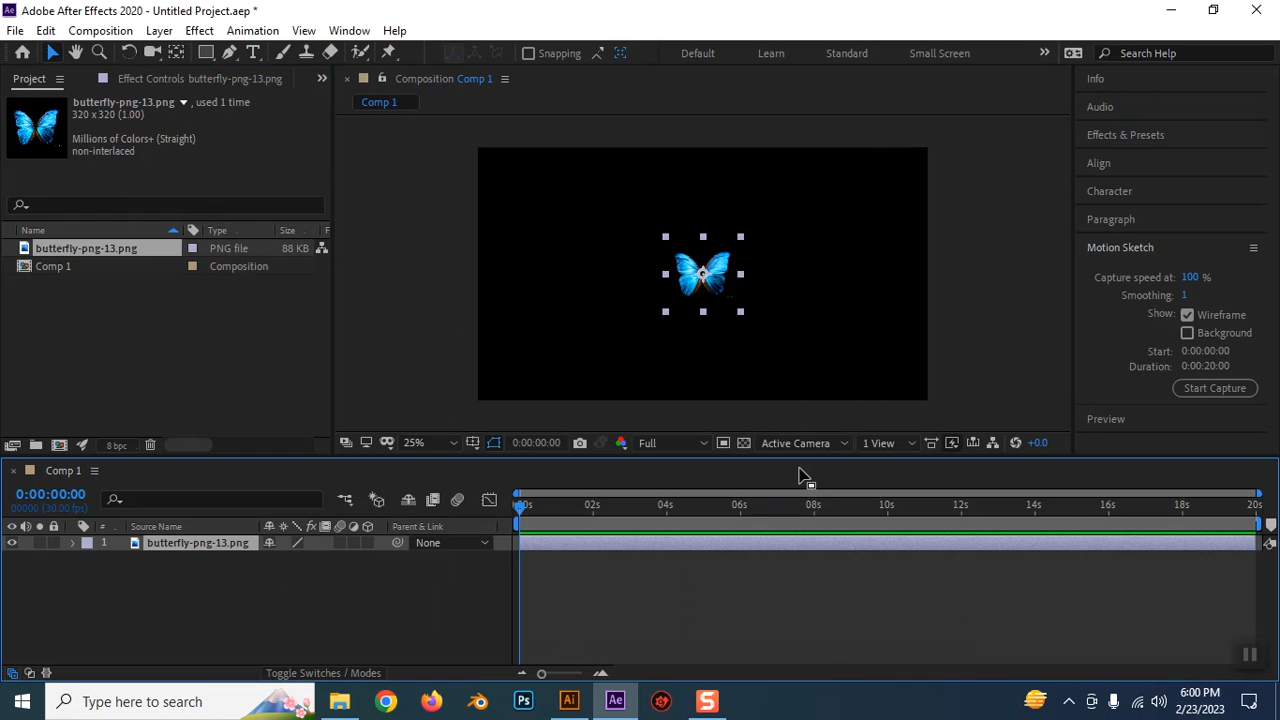 Ae Adobe After Effects 2020 - Untitled Project.aep *
File Edit Composition Layer Effect Animation View Window Help
Snapping Default Learn Standard Small Screen Search Help
Project Effect Controls butterfly-png-13.png Composition Comp 1 Info
butterfly-png-13.png , used 1 time
320 x 320 (1.00)
Comp 1
Audio
Millions of Colors+ (Straight)
non-interlaced
Effects & Presets
Align
Character
Paragraph
Name Type Size F
butterfly-png-13.png PNG file 88 KB
Comp 1 Composition
Motion Sketch
Capture speed at: 100 %
Smoothing: 1
Show: Wireframe
Background
Start: 0:00:00:00
Duration: 0:00:20:00
Start Capture
Preview
8 bpc 25% 0:00:00:00 Full Active Camera 1 View +0.0
Comp 1
0:00:00:00
00000 (30.00 fps)
:00s 02s 04s 06s 08s 10s 12s 14s 16s 18s 20s
# Source Name fx Parent & Link
1 butterfly-png-13.png None
Toggle Switches / Modes
Type here to search Ps Ai Ae S 6:00 PM
2/23/2023